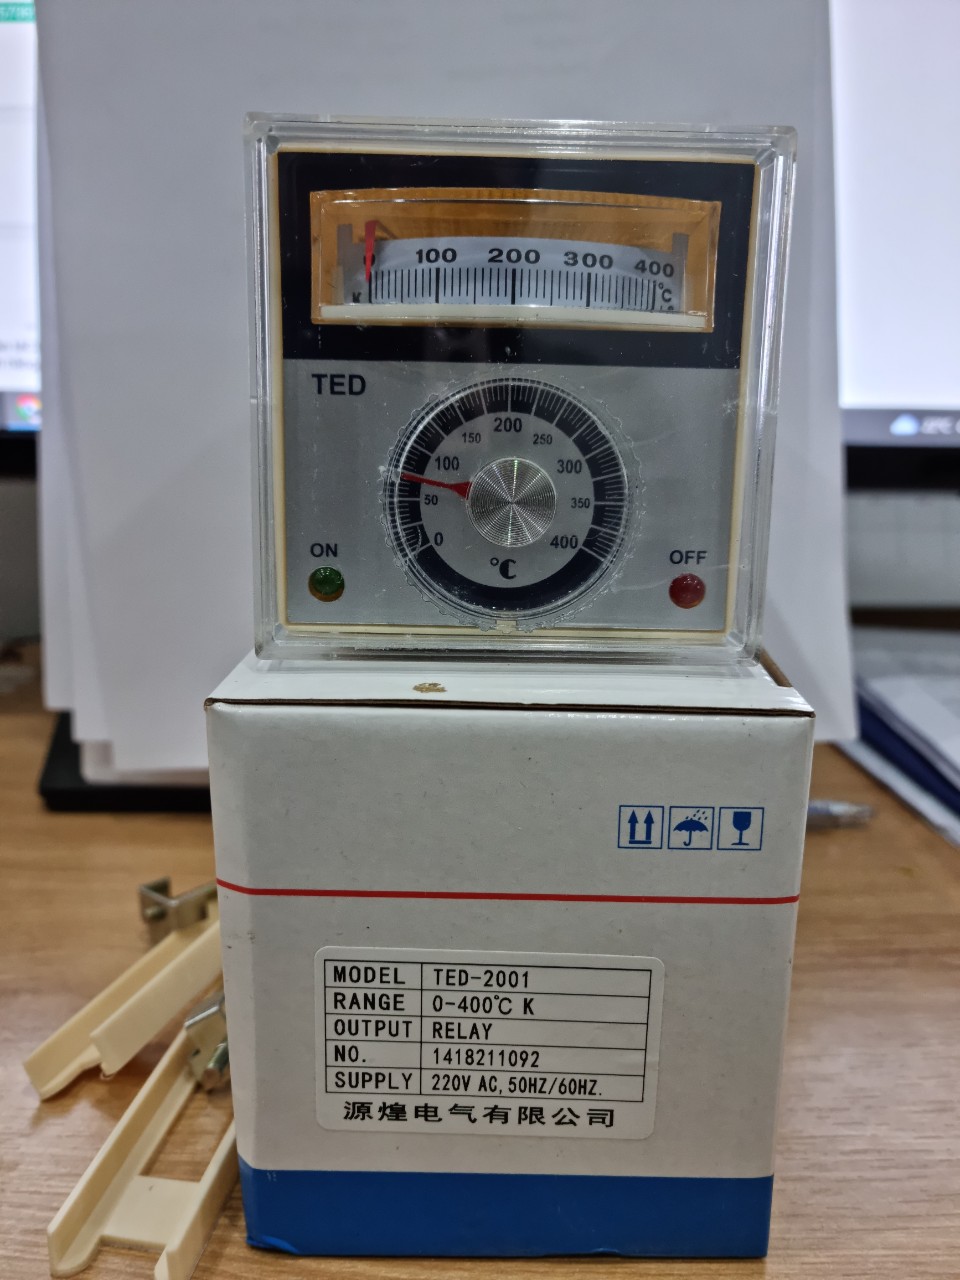 0 100 200 300 400
K °C
TED
200
150 250
100 300
50 350
0 400
°C
ON OFF
MODEL TED-2001
RANGE 0-400℃ K
OUTPUT RELAY
NO. 1418211092
SUPPLY 220V AC, 50HZ/60HZ.
源煌电气有限公司